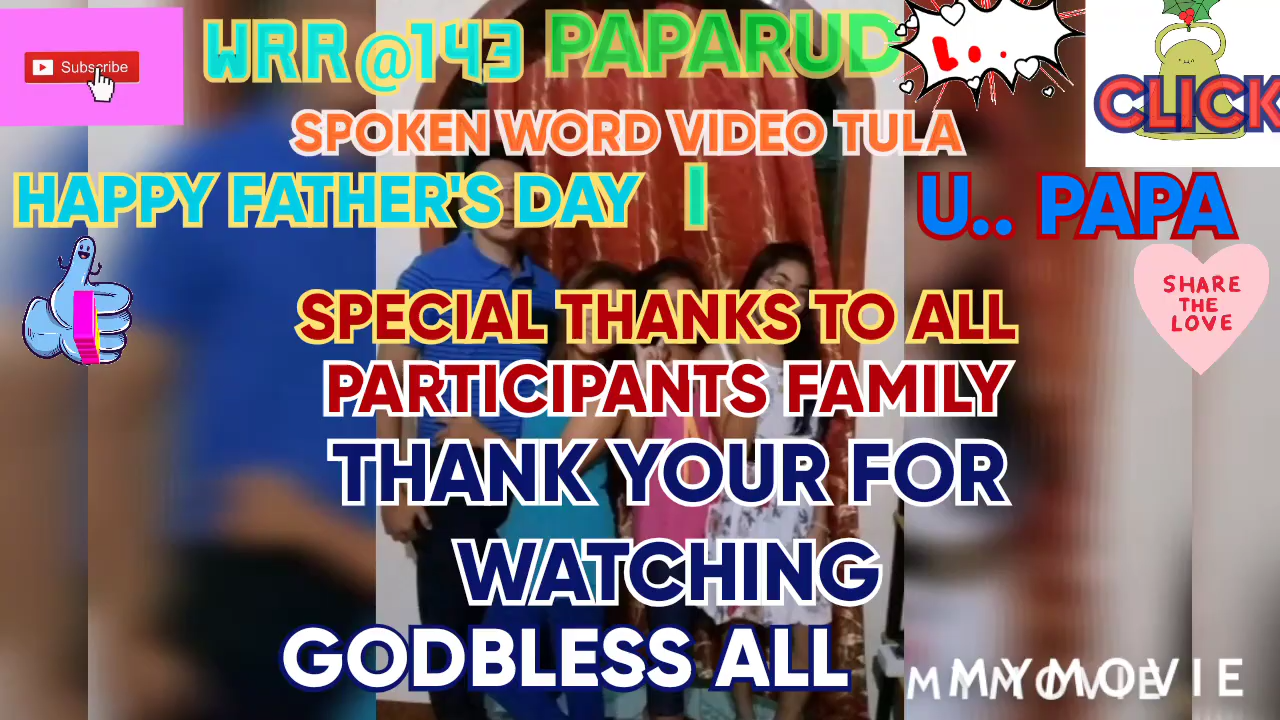 Subscribe
WRR @143 PAPARUD
L...
CLICK
SPOKEN WORD VIDEO TULA
HAPPY FATHER'S DAY I
U.. PAPA
SHARE
THE
LOVE
SPECIAL THANKS TO ALL
PARTICIPANTS FAMILY
THANK YOUR FOR
WATCHING
GODBLESS ALL
MYMOVIE
MYMOVIE